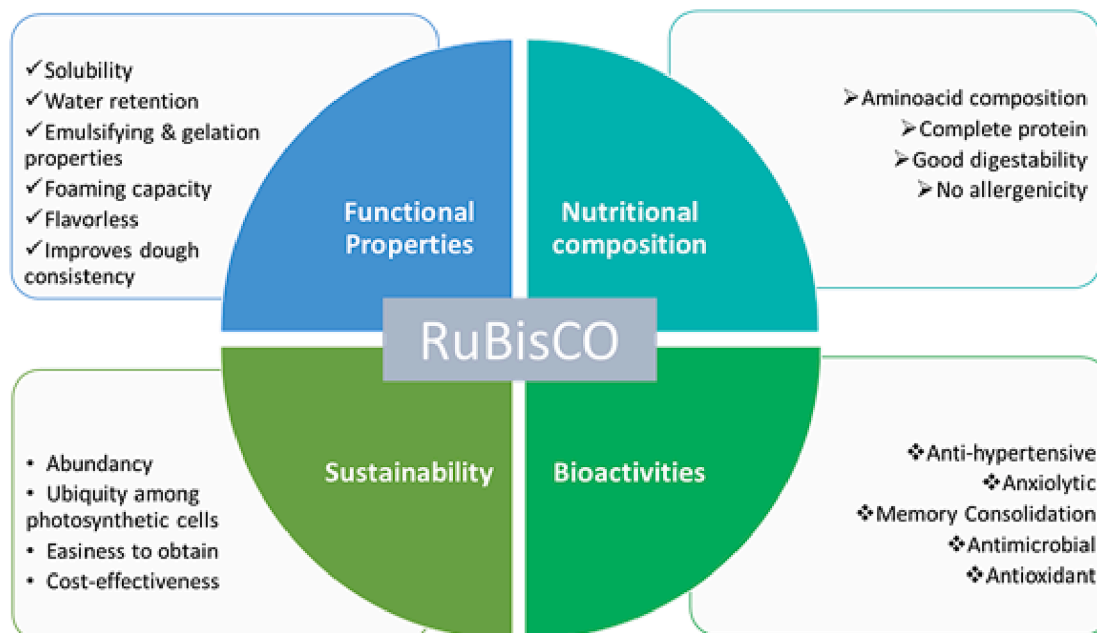 ✓Solubility
✓Water retention
✓Emulsifying & gelation
properties
✓Foaming capacity
✓Flavorless
✓Improves dough
consistency
Functional
Properties
Nutritional
composition
➢Aminoacid composition
➢Complete protein
➢Good digestability
➢No allergenicity
RuBisCO
• Abundancy
• Ubiquity among
photosynthetic cells
• Easiness to obtain
• Cost-effectiveness
Sustainability
Bioactivities
❖Anti-hypertensive
❖Anxiolytic
❖Memory Consolidation
❖Antimicrobial
❖Antioxidant